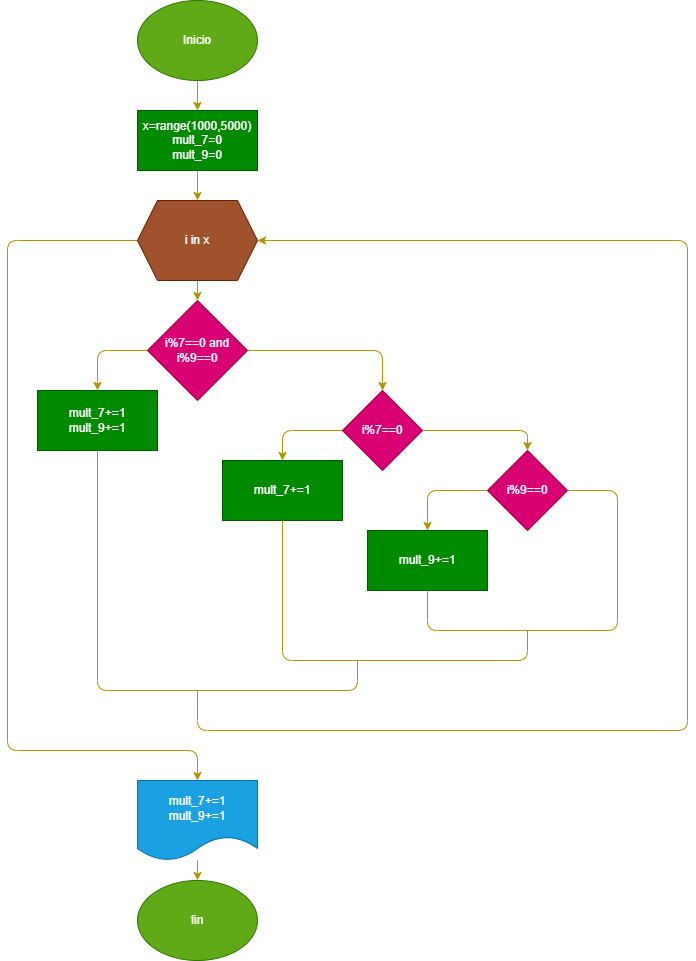 Inicio
x=range(1000,5000)
mult_7=0
mult_9=0
i in x
i%7==0 and
i%9==0
mult_7+=1
mult_9+=1
i%7==0
mult_7+=1
i%9==0
mult_9+=1
mult_7+=1
mult_9+=1
fin